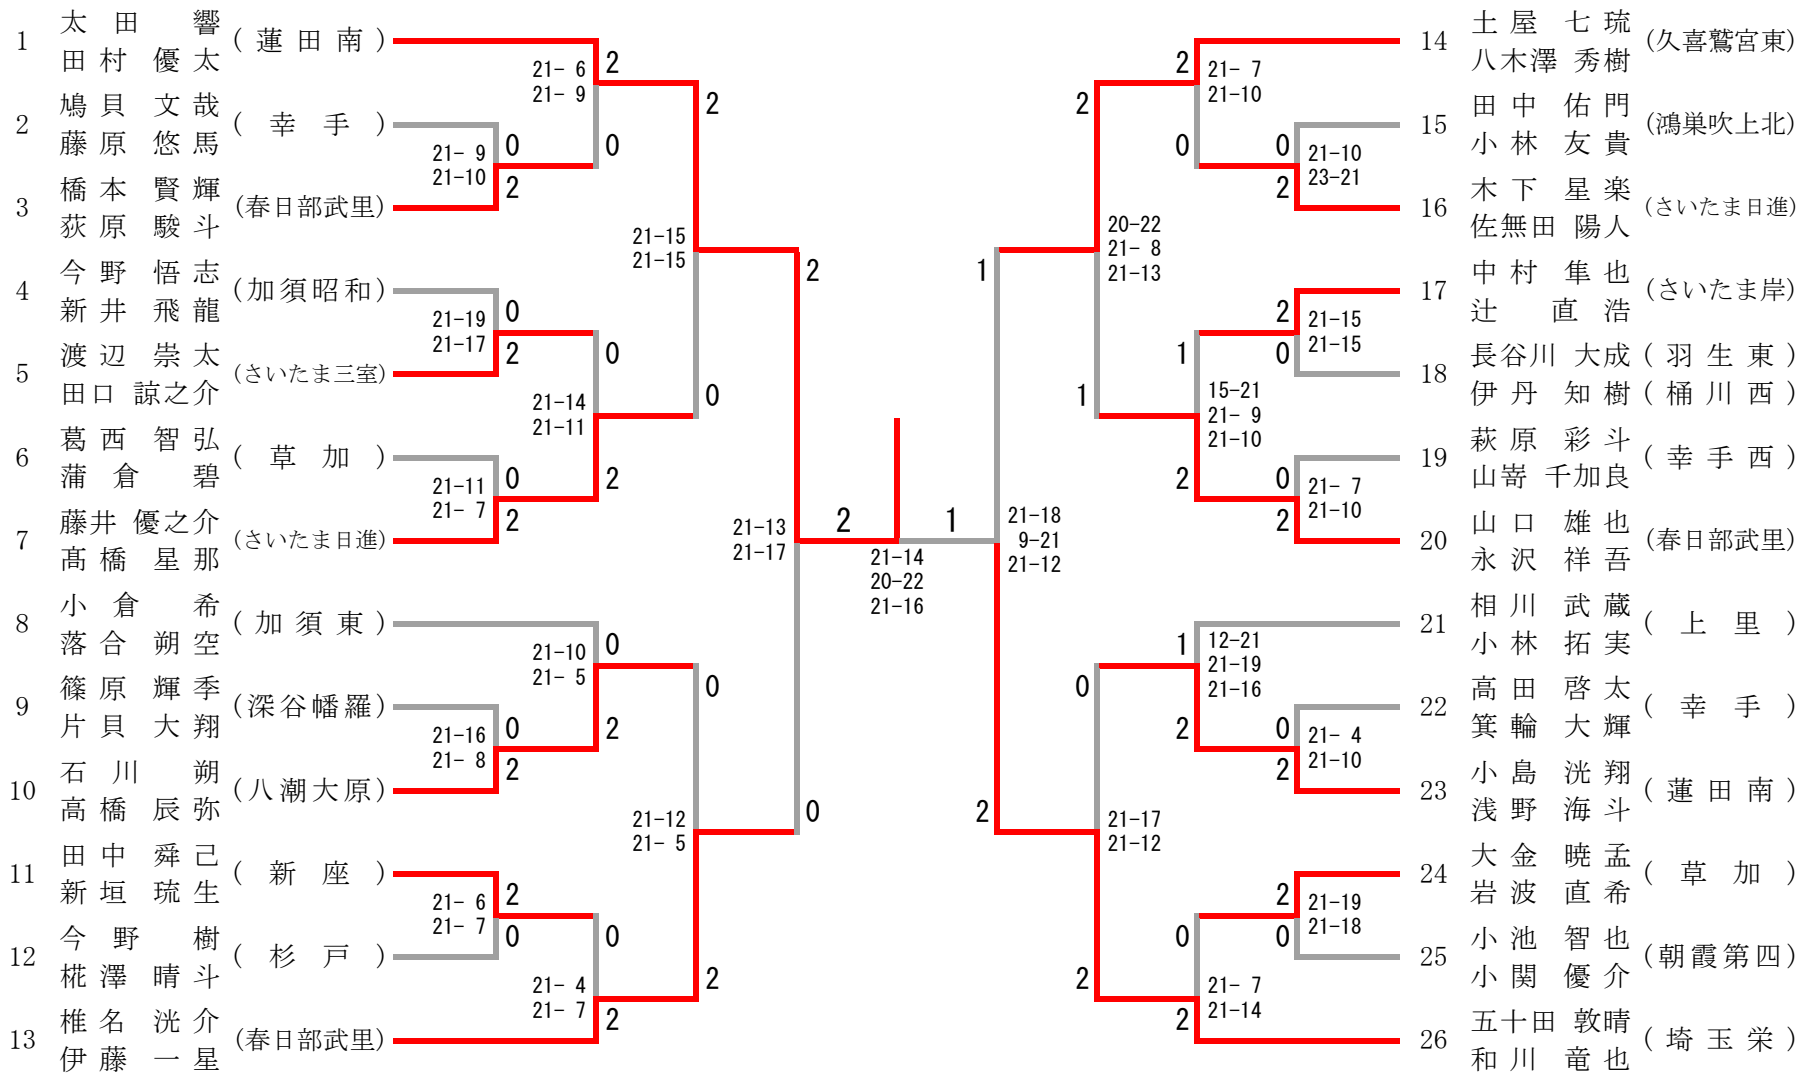 1 太田 響 (蓮田南)
田村 優太
2 鳩貝 文哉 (幸手)
藤原 悠馬
3 橋本 賢輝 (春日部武里)
荻原 駿斗
4 今野 悟志 (加須昭和)
新井 飛龍
5 渡辺 崇太 (さいたま三室)
田口 諒之介
6 葛西 智弘 (草加)
蒲倉 碧
7 藤井 優之介 (さいたま日進)
髙橋 星那
8 小倉 希 (加須東)
落合 朔空
9 篠原 輝季 (深谷幡羅)
片貝 大翔
10 石川 朔 (八潮大原)
高橋 辰弥
11 田中 舜己 (新座)
新垣 琉生
12 今野 樹 (杉戸)
椛澤 晴斗
13 椎名 洸介 (春日部武里)
伊藤 一星
21- 6
21- 9
2
0
21- 9
21-10
0
2
21-19
21-17
0
2
21-14
21-11
0
2
21-11
21- 7
0
2
21-15
21-15
2
0
21-10
21- 5
0
2
21-16
21- 8
0
2
21- 6
21- 7
2
0
21- 4
21- 7
0
2
21-12
21- 5
0
2
21-13
21-17
2
0
2
1
21-14
20-22
21-16
21-18
9-21
21-12
1
2
20-22
21- 8
21-13
2
1
21- 7
21-10
2
0
21-10
23-21
0
2
21-15
21-15
2
0
15-21
21- 9
21-10
1
2
21- 7
21-10
0
2
12-21
21-19
21-16
1
2
21- 4
21-10
0
2
21-17
21-12
0
2
21-19
21-18
2
0
21- 7
21-14
0
2
14 土屋 七琉 (久喜鷲宮東)
八木澤 秀樹
15 田中 佑門 (鴻巣吹上北)
小林 友貴
16 木下 星楽 (さいたま日進)
佐無田 陽人
17 中村 隼也 (さいたま岸)
辻 直浩
18 長谷川 大成 (羽生東)
伊丹 知樹 (桶川西)
19 萩原 彩斗 (幸手西)
山嵜 千加良
20 山口 雄也 (春日部武里)
永沢 祥吾
21 相川 武蔵 (上里)
小林 拓実
22 高田 啓太 (幸手)
箕輪 大輝
23 小島 洸翔 (蓮田南)
浅野 海斗
24 大金 暁孟 (草加)
岩波 直希
25 小池 智也 (朝霞第四)
小関 優介
26 五十田 敦晴 (埼玉栄)
和川 竜也